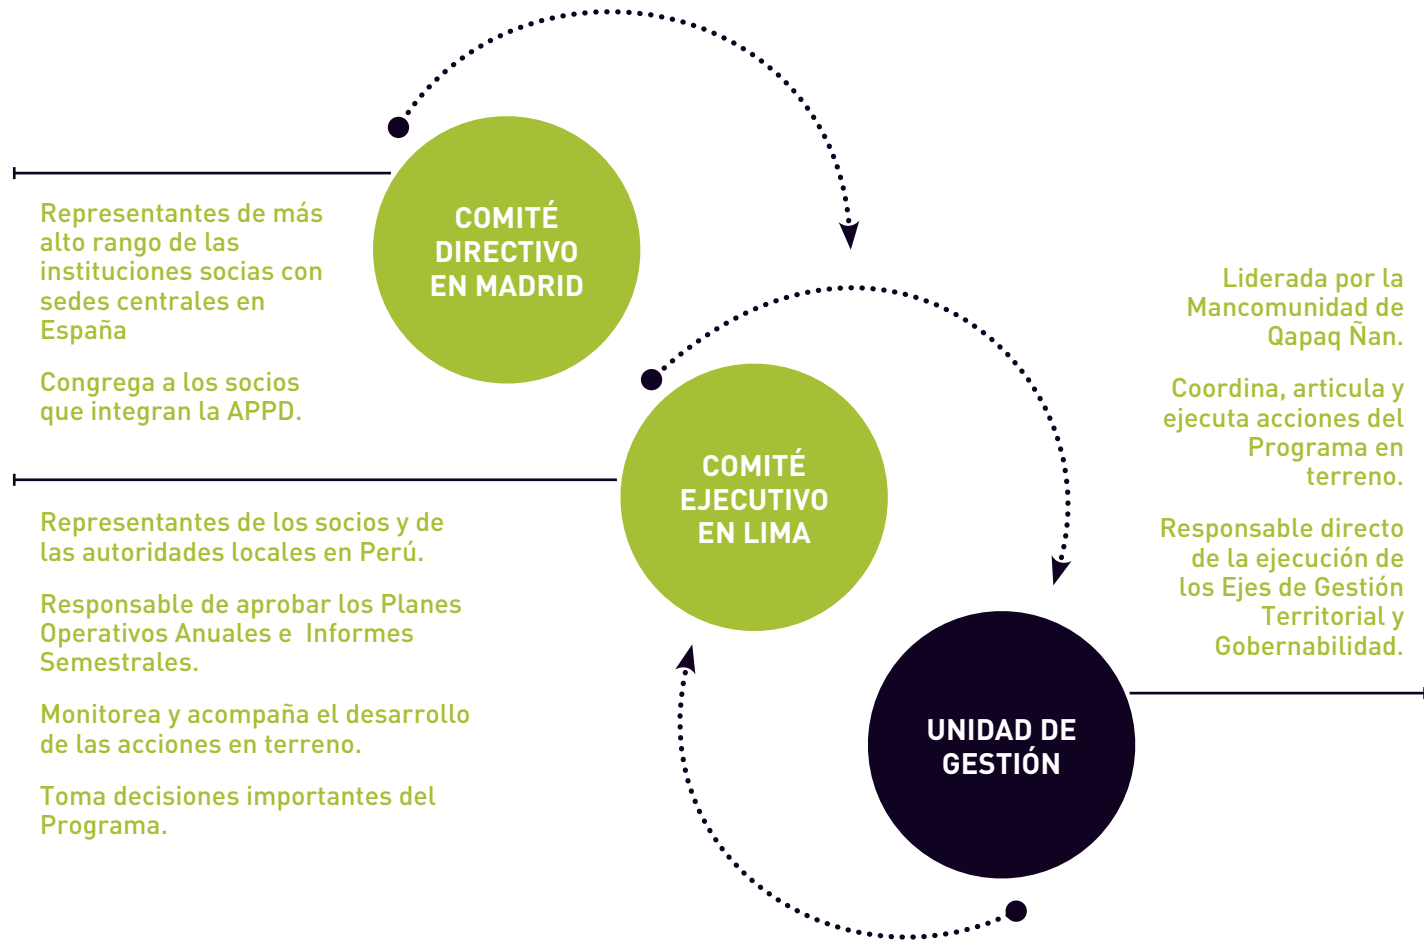 COMITÉ
DIRECTIVO
EN MADRID
Representantes de más
alto rango de las
instituciones socias con
sedes centrales en
España
Congrega a los socios
que integran la APPD.
COMITÉ
EJECUTIVO
EN LIMA
Representantes de los socios y de
las autoridades locales en Perú.
Responsable de aprobar los Planes
Operativos Anuales e  Informes
Semestrales.
Monitorea y acompaña el desarrollo
de las acciones en terreno.
Toma decisiones importantes del
Programa.
UNIDAD DE
GESTIÓN
Liderada por la
Mancomunidad de
Qapaq Ñan.
Coordina, articula y
ejecuta acciones del
Programa en
terreno.
Responsable directo
de la ejecución de
los Ejes de Gestión
Territorial y
Gobernabilidad.